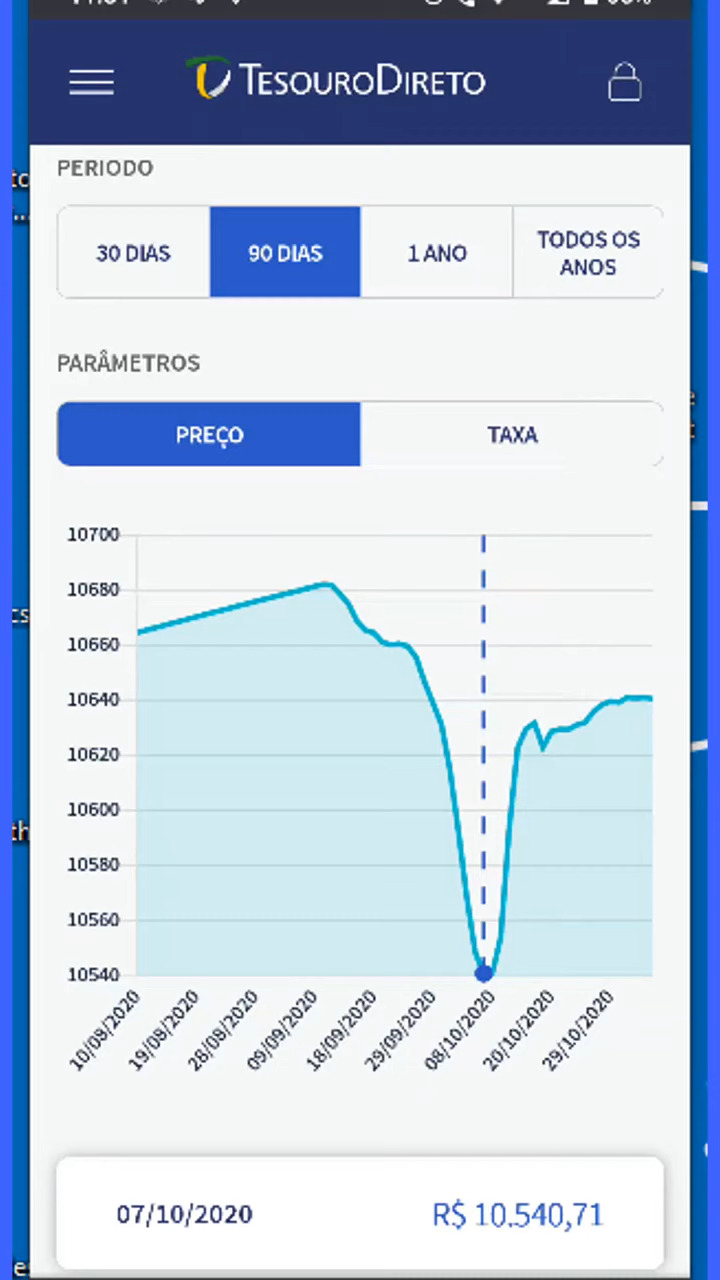 TESOURODIRETO
PERIODO
30 DIAS
90 DIAS
1 ANO
TODOS OS
ANOS
PARÂMETROS
PREÇO
TAXA
10700
10680
10660
10640
10620
10600
10580
10560
10540
10/08/2020
19/08/2020
28/08/2020
09/09/2020
18/09/2020
29/09/2020
08/10/2020
20/10/2020
29/10/2020
07/10/2020
R$ 10.540,71